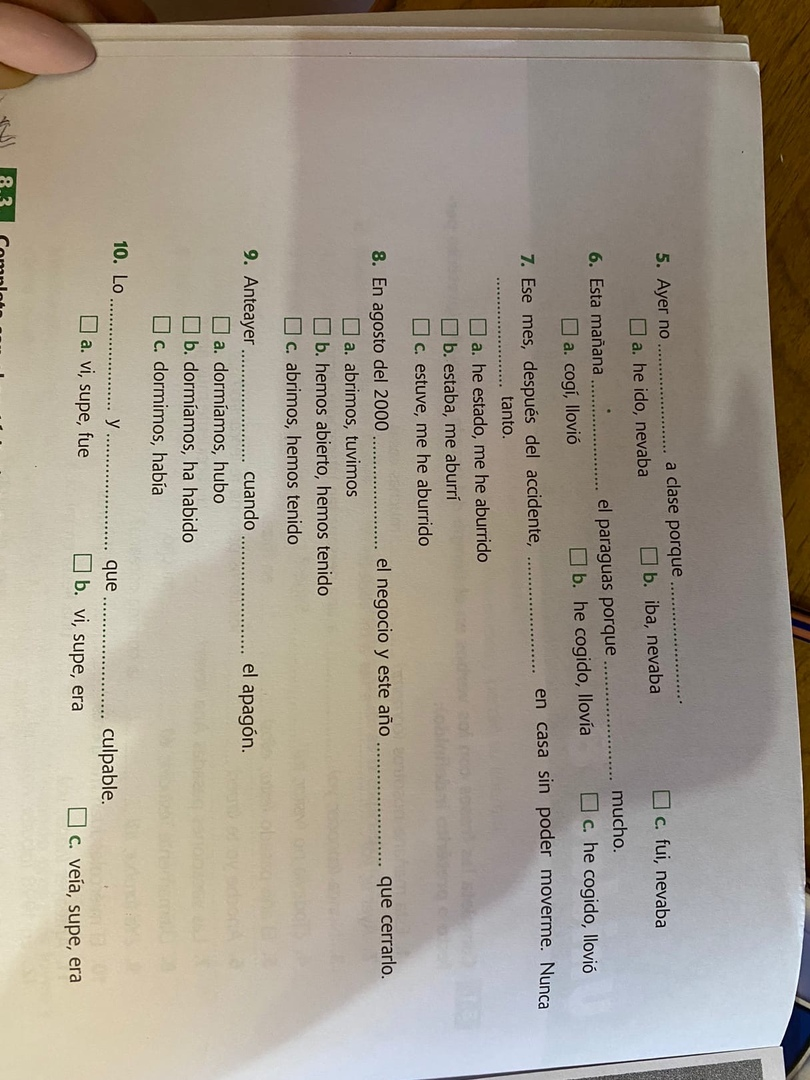 5. Ayer no ...................... a clase porque ........................
a. he ido, nevaba b. iba, nevaba c. fui, nevaba
6. Esta mañana ...................... el paraguas porque ........................ mucho.
a. cogí, llovió b. he cogido, llovía c. he cogido, llovió
7. Ese mes, después del accidente, ...................... en casa sin poder moverme. Nunca
...................... tanto.
a. he estado, me he aburrido
b. estaba, me aburrí
c. estuve, me he aburrido
8. En agosto del 2000 ...................... el negocio y este año ........................ que cerrarlo.
a. abrimos, tuvimos
b. hemos abierto, hemos tenido
c. abrimos, hemos tenido
9. Anteayer ...................... cuando ........................ el apagón.
a. dormíamos, hubo
b. dormíamos, ha habido
c. dormimos, había
10. Lo ...................... y ........................ que ........................ culpable.
a. vi, supe, fue b. vi, supe, era c. veía, supe, era
8.3